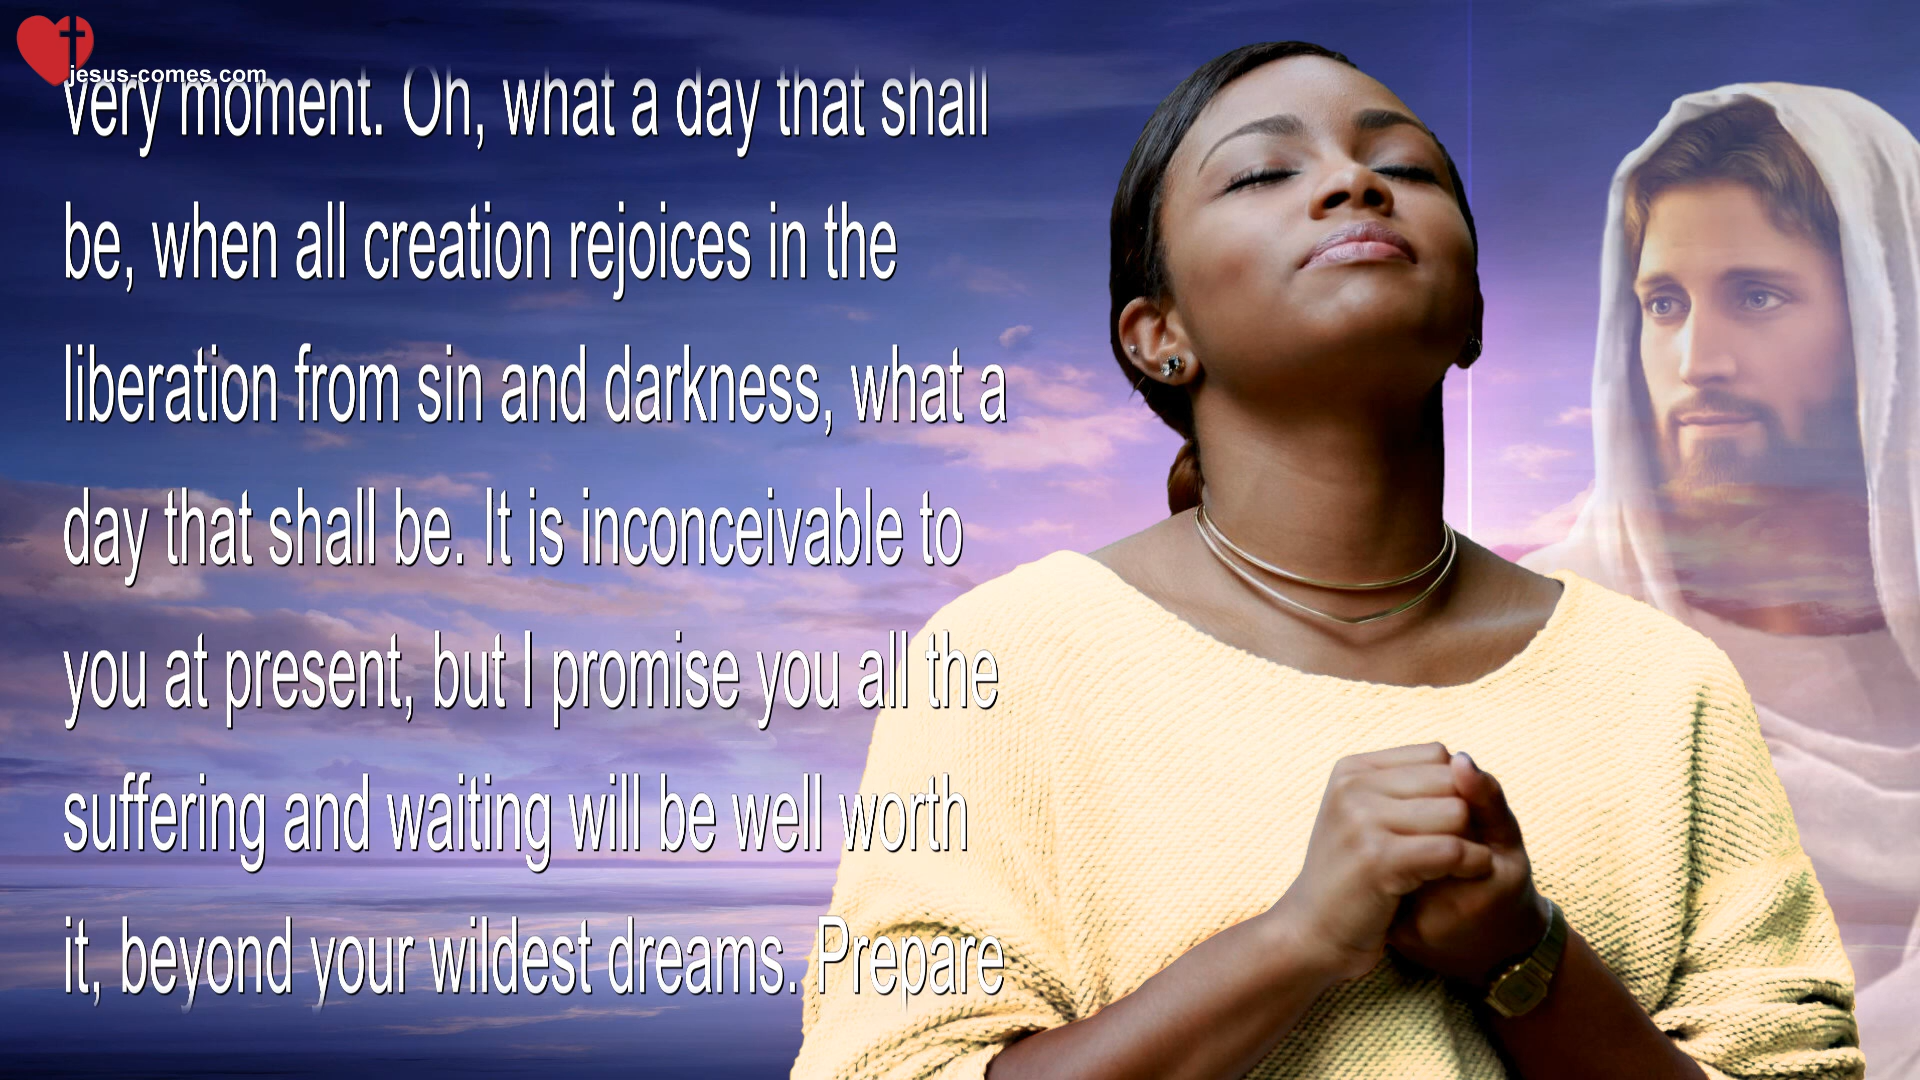 jesus-comes.com
very moment. Oh, what a day that shall
be, when all creation rejoices in the
liberation from sin and darkness, what a
day that shall be. It is inconceivable to
you at present, but I promise you all the
suffering and waiting will be well worth
it, beyond your wildest dreams. Prepare